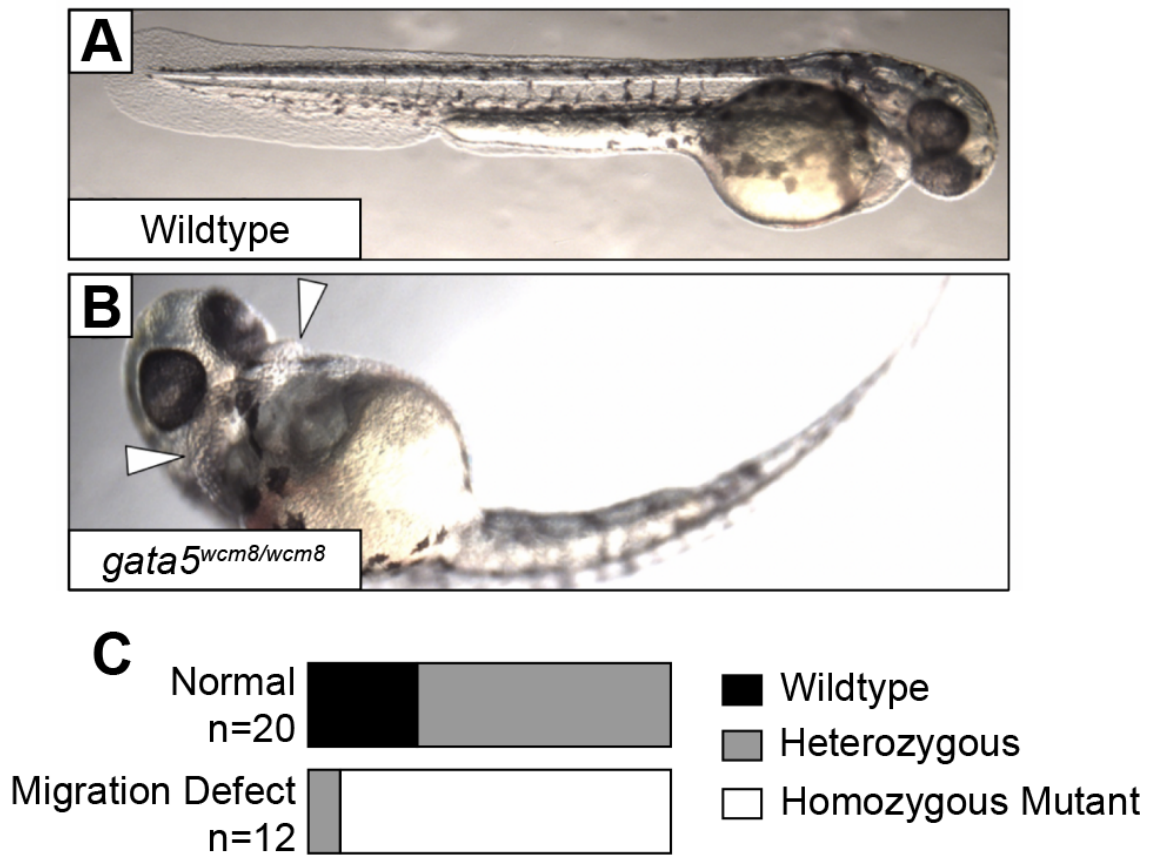 A
Wildtype
B
gata5wcm8/wcm8
C
Normal
n=20
Migration Defect
n=12
Wildtype
Heterozygous
Homozygous Mutant